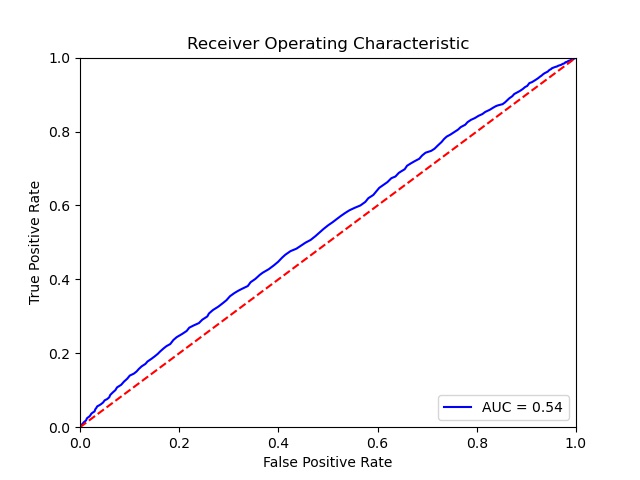 Receiver Operating Characteristic
1.0
0.8
0.6
0.4
0.2
0.0
True Positive Rate
AUC = 0.54
0.0 0.2 0.4 0.6 0.8 1.0
False Positive Rate